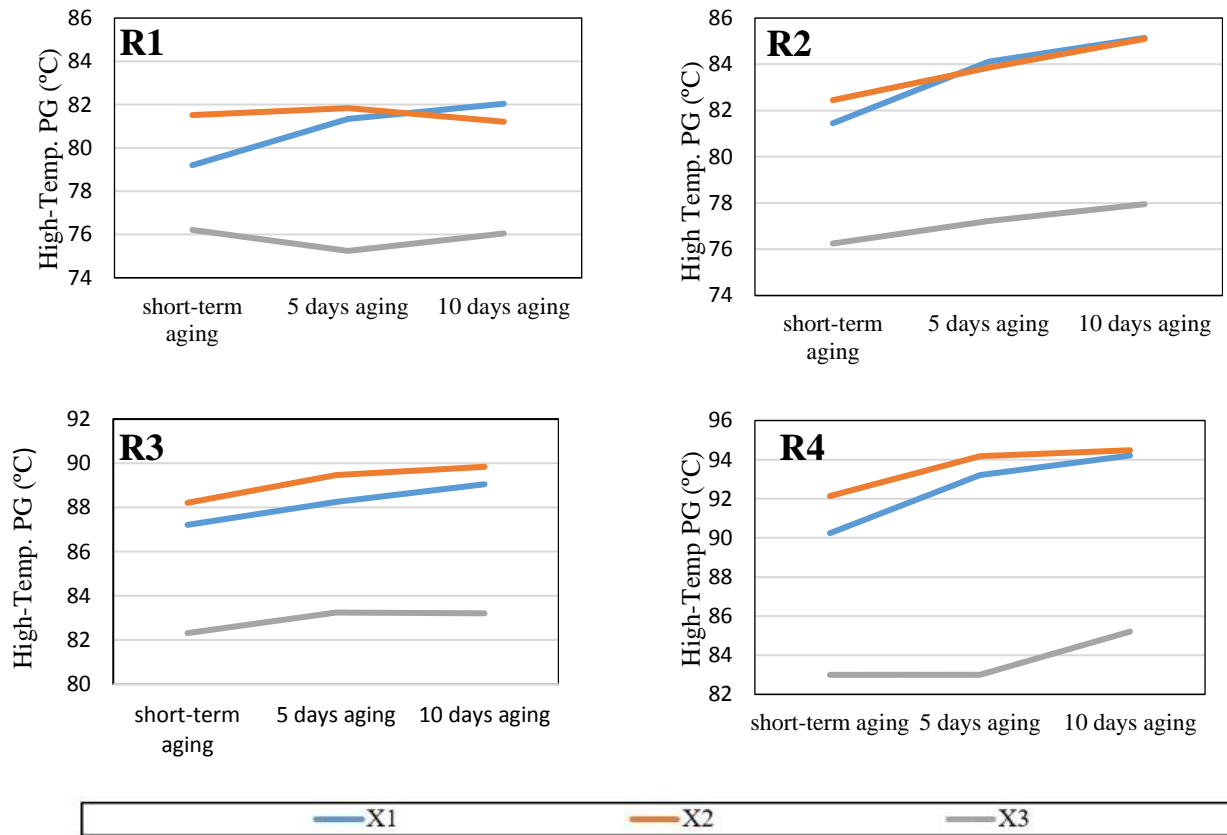 R1
High-Temp. PG (ºC)
86
84
82
80
78
76
74
short-term
aging
5 days aging
10 days aging
R2
High Temp. PG (ºC)
86
84
82
80
78
76
74
short-term
aging
5 days aging
10 days aging
R3
High-Temp. PG (ºC)
92
90
88
86
84
82
80
short-term
aging
5 days aging
10 days aging
R4
High-Temp PG (ºC)
96
94
92
90
88
86
84
82
short-term aging
5 days aging
10 days aging
X1
X2
X3